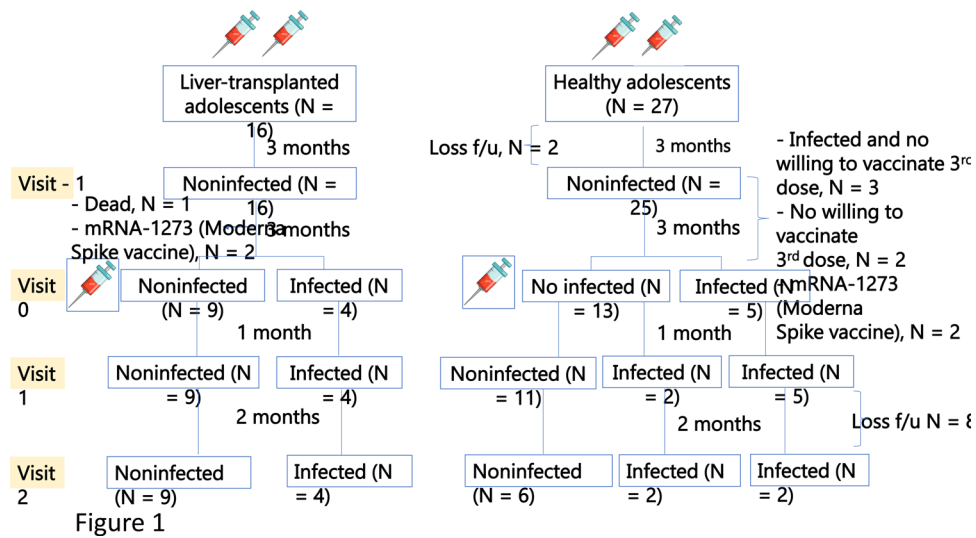 Liver-transplanted
adolescents (N =
16)
3 months
Visit - 1
Noninfected (N =
16)
- Dead, N = 1
- mRNA-1273 (Moderna
Spike vaccine), N = 2
3 months
Visit
0
Noninfected
(N = 9)
Infected (N
= 4)
1 month
Visit
1
Noninfected (N
= 9)
Infected (N
= 4)
2 months
Visit
2
Noninfected
(N = 9)
Infected (N
= 4)
Healthy adolescents
(N = 27)
Loss f/u, N = 2
3 months
Noninfected (N =
25)
3 months
- Infected and no
willing to vaccinate 3rd
dose, N = 3
- No willing to
vaccinate
3rd dose, N = 2
- mRNA-1273
(Moderna
Spike vaccine), N = 2
No infected (N
= 13)
Infected (N
= 5)
1 month
Noninfected (N
= 11)
Infected (N
= 2)
Infected (N
= 5)
2 months
Loss f/u N = 8
Noninfected
(N = 6)
Infected (N
= 2)
Infected (N
= 2)
Figure 1